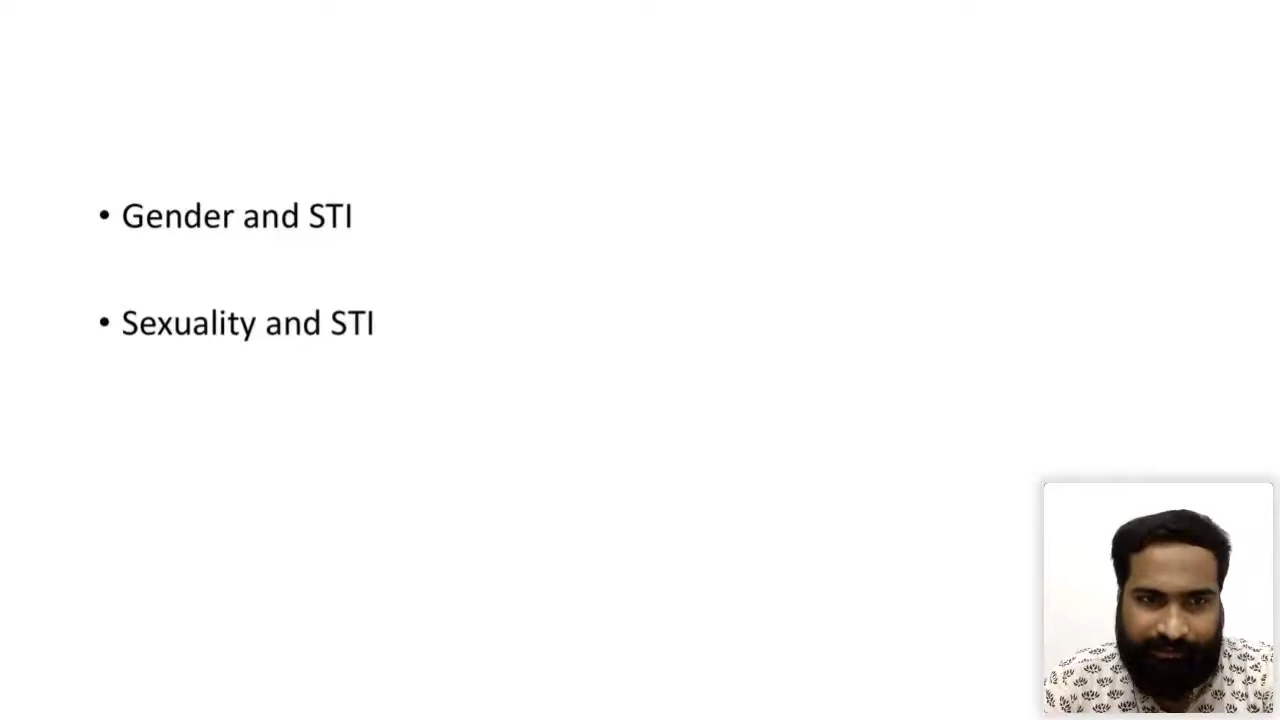 • Gender and STI
• Sexuality and STI